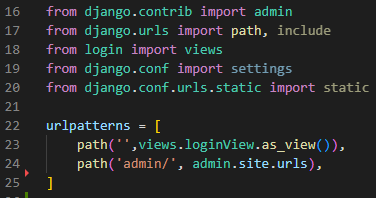 16 from django.contrib import admin
17 from django.urls import path, include
18 from login import views
19 from django.conf import settings
20 from django.conf.urls.static import static
21
22 urlpatterns = [
23 path('',views.loginView.as_view()),
24 path('admin/', admin.site.urls),
25 ]